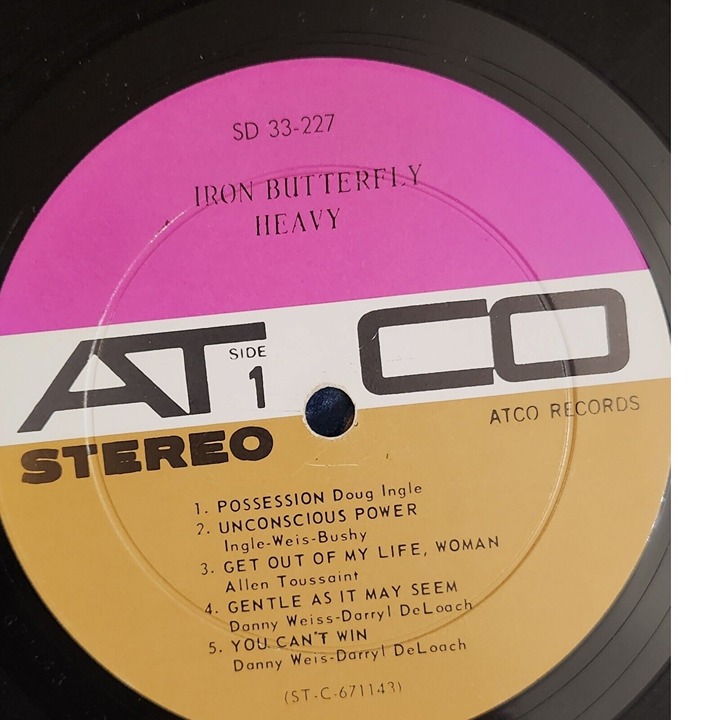 SD 33-227
IRON BUTTERFLY
HEAVY
ATCO
SIDE
1
ATCO RECORDS
STEREO
1. POSSESSION Doug Ingle
2. UNCONSCIOUS POWER
Ingle-Weis-Bushy
3. GET OUT OF MY LIFE, WOMAN
Allen Toussaint
4. GENTLE AS IT MAY SEEM
Danny Weiss-Darryl DeLoach
5. YOU CAN'T WIN
Danny Weis-Darryl DeLoach
(ST-C-671143)